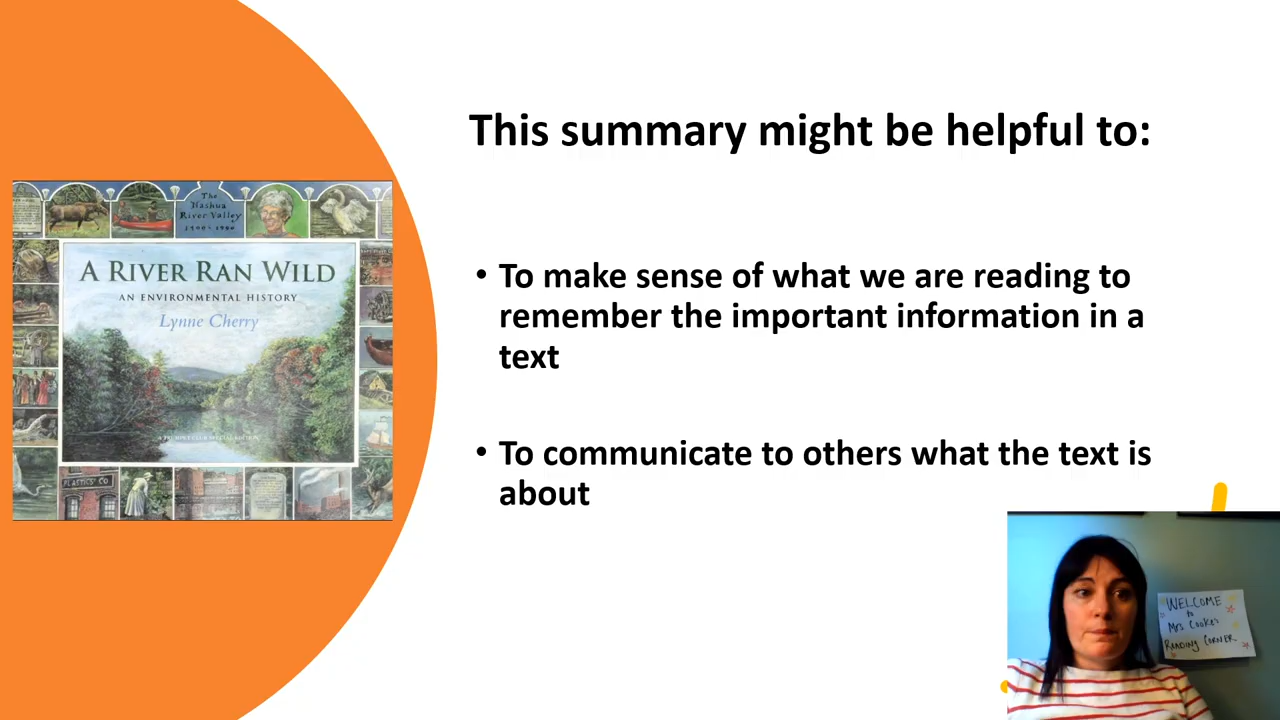 This summary might be helpful to:
• To make sense of what we are reading to
remember the important information in a
text
• To communicate to others what the text is
about
The
Nashua
River Valley
A RIVER RAN WILD
AN ENVIRONMENTAL HISTORY
Lynne Cherry
PLASTICS CO
WELCOME
to
Mrs Cooke's
READING CORNER